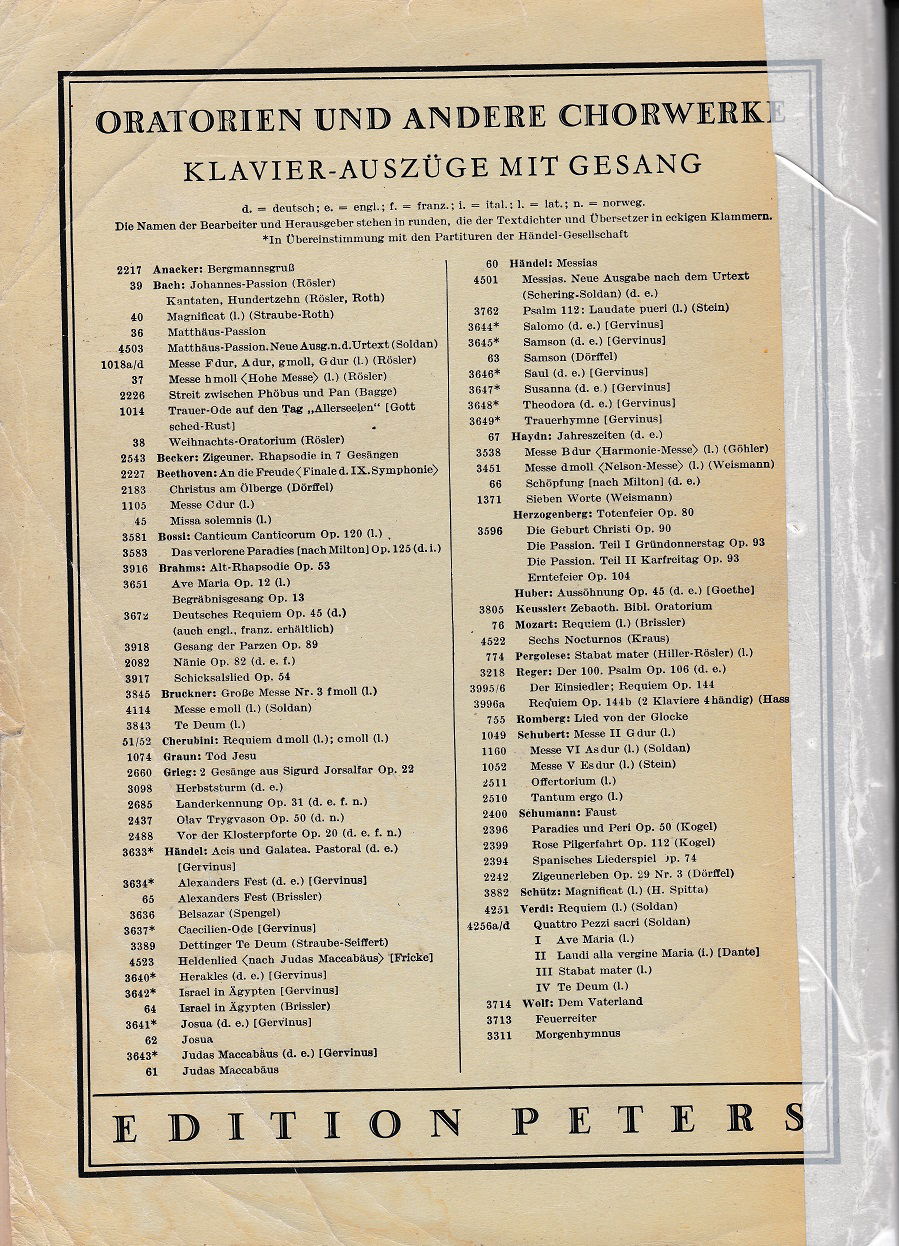 ORATORIEN UND ANDERE CHORWERKE
KLAVIER-AUSZÜGE MIT GESANG
d. = deutsch; e. = engl.; f. = franz.; i. = ital.; l. = lat.; n. = norweg.
Die Namen der Bearbeiter und Herausgeber stehen in runden, die der Textdichter und Übersetzer in eckigen Klammern.
*In Übereinstimmung mit den Partituren der Händel-Gesellschaft
2217 Anacker: Bergmannsgruß
39 Bach: Johannes-Passion (Rösler)
Kantaten, Hundertzehn (Rösler, Roth)
40 Magnificat (l.) (Straube-Roth)
36 Matthäus-Passion
4503 Matthäus-Passion. Neue Ausg.n.d.Urtext (Soldan)
1018a/d Messe Fdur, Adur, gmoll, Gdur (l.) (Rösler)
37 Messe hmoll ⟨Hohe Messe⟩ (l.) (Rösler)
2226 Streit zwischen Phöbus und Pan (Bagge)
1014 Trauer-Ode auf den Tag „Allerseelen“ [Gott
sched-Rust]
38 Weihnachts-Oratorium (Rösler)
2543 Becker: Zigeuner. Rhapsodie in 7 Gesängen
2227 Beethoven: An die Freude ⟨Finale d. IX. Symphonie⟩
2183 Christus am Ölberge (Dörffel)
1105 Messe Cdur (l.)
45 Missa solemnis (l.)
3581 Bossi: Canticum Canticorum Op. 120 (l.)
3583 Das verlorene Paradies [nach Milton] Op. 125 (d. i.)
3916 Brahms: Alt-Rhapsodie Op. 53
3651 Ave Maria Op. 12 (l.)
Begräbnisgesang Op. 13
3672 Deutsches Requiem Op. 45 (d.)
(auch engl., franz. erhältlich)
3918 Gesang der Parzen Op. 89
2082 Nänie Op. 82 (d. e. f.)
3917 Schicksalslied Op. 54
3845 Bruckner: Große Messe Nr. 3 fmoll (l.)
4114 Messe emoll (l.) (Soldan)
3843 Te Deum (l.)
51/52 Cherubini: Requiem dmoll (l.); cmoll (l.)
1074 Graun: Tod Jesu
2660 Grieg: 2 Gesänge aus Sigurd Jorsalfar Op. 22
3098 Herbststurm (d. e.)
2685 Landerkennung Op. 31 (d. e. f. n.)
2437 Olav Trygvason Op. 50 (d. n.)
2488 Vor der Klosterpforte Op. 20 (d. e. f. n.)
3633* Händel: Acis und Galatea. Pastoral (d. e.)
[Gervinus]
3634* Alexanders Fest (d. e.) [Gervinus]
65 Alexanders Fest (Brissler)
3636 Belsazar (Spengel)
3637* Caecilien-Ode [Gervinus]
3389 Dettinger Te Deum (Straube-Seiffert)
4523 Heldenlied ⟨nach Judas Maccabäus⟩ [Fricke]
3640* Herakles (d. e.) [Gervinus]
3642* Israel in Ägypten [Gervinus]
64 Israel in Ägypten (Brissler)
3641* Josua (d. e.) [Gervinus]
62 Josua
3643* Judas Maccabäus (d. e.) [Gervinus]
61 Judas Maccabäus
60 Händel: Messias
4501 Messias. Neue Ausgabe nach dem Urtext
(Schering-Soldan) (d. e.)
3762 Psalm 112: Laudate pueri (l.) (Stein)
3644* Salomo (d. e.) [Gervinus]
3645* Samson (d. e.) [Gervinus]
63 Samson (Dörffel)
3646* Saul (d. e.) [Gervinus]
3647* Susanna (d. e.) [Gervinus]
3648* Theodora (d. e.) [Gervinus]
3649* Trauerhymne [Gervinus]
67 Haydn: Jahreszeiten (d. e.)
3538 Messe Bdur ⟨Harmonie-Messe⟩ (l.) (Göhler)
3451 Messe dmoll ⟨Nelson-Messe⟩ (l.) (Weismann)
66 Schöpfung [nach Milton] (d. e.)
1371 Sieben Worte (Weismann)
Herzogenberg: Totenfeier Op. 80
3596 Die Geburt Christi Op. 90
Die Passion. Teil I Gründonnerstag Op. 93
Die Passion. Teil II Karfreitag Op. 93
Erntefeier Op. 104
Huber: Aussöhnung Op. 45 (d. e.) [Goethe]
3805 Keussler: Zebaoth. Bibl. Oratorium
76 Mozart: Requiem (l.) (Brissler)
4522 Sechs Nocturnos (Kraus)
774 Pergolese: Stabat mater (Hiller-Rösler) (l.)
3218 Reger: Der 100. Psalm Op. 106 (d. e.)
3995/6 Der Einsiedler; Requiem Op. 144
3996a Requiem Op. 144b (2 Klaviere 4händig) (Hass
755 Romberg: Lied von der Glocke
1049 Schubert: Messe II Gdur (l.)
1160 Messe VI Asdur (l.) (Soldan)
1052 Messe V Esdur (l.) (Stein)
2511 Offertorium (l.)
2510 Tantum ergo (l.)
2400 Schumann: Faust
2396 Paradies und Peri Op. 50 (Kogel)
2399 Rose Pilgerfahrt Op. 112 (Kogel)
2394 Spanisches Liederspiel Op. 74
2242 Zigeunerleben Op. 29 Nr. 3 (Dörffel)
3882 Schütz: Magnificat (l.) (H. Spitta)
4251 Verdi: Requiem (l.) (Soldan)
4256a/d Quattro Pezzi sacri (Soldan)
I Ave Maria (l.)
II Laudi alla vergine Maria (i.) [Dante]
III Stabat mater (l.)
IV Te Deum (l.)
3714 Wolf: Dem Vaterland
3713 Feuerreiter
3311 Morgenhymnus
EDITION PETERS